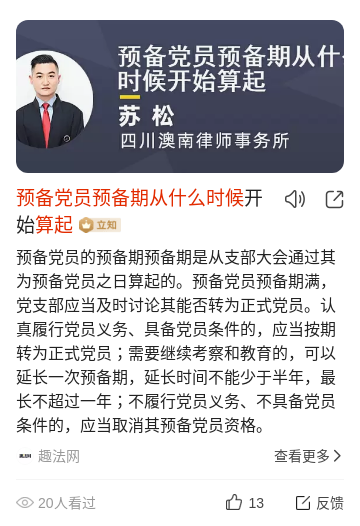 预备党员预备期从什
时候开始算起
苏 松
四川澳南律师事务所
预备党员预备期从什么时候开
始算起 立知
预备党员的预备期预备期是从支部大会通过其
为预备党员之日算起的。预备党员预备期满，
党支部应当及时讨论其能否转为正式党员。认
真履行党员义务、具备党员条件的，应当按期
转为正式党员；需要继续考察和教育的，可以
延长一次预备期，延长时间不能少于半年，最
长不超过一年；不履行党员义务、不具备党员
条件的，应当取消其预备党员资格。
趣法网 查看更多
20人看过 13 反馈